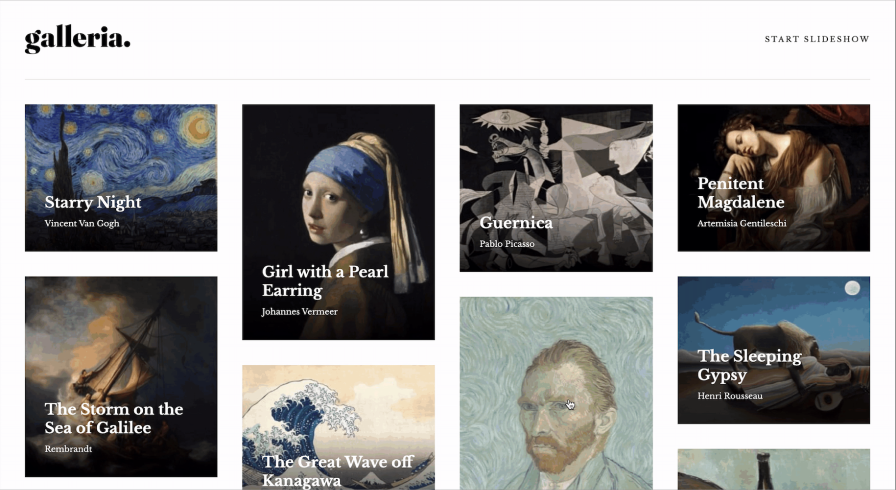 galleria.
START SLIDESHOW
Starry Night
Vincent Van Gogh
Girl with a Pearl
Earring
Johannes Vermeer
Guernica
Pablo Picasso
Penitent
Magdalene
Artemisia Gentileschi
The Storm on the
Sea of Galilee
Rembrandt
The Great Wave off
Kanagawa
The Sleeping
Gypsy
Henri Rousseau